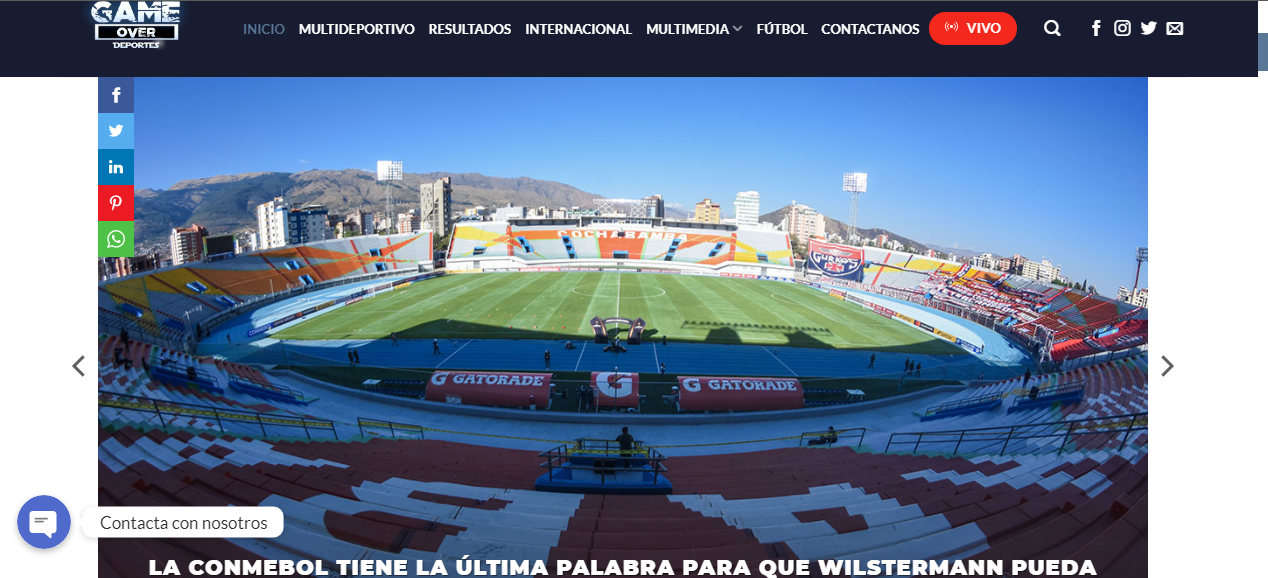 GAME
OVER
DEPORTES
INICIO MULTIDEPORTIVO RESULTADOS INTERNACIONAL MULTIMEDIA FÚTBOL CONTACTANOS VIVO
COCHABAMBA
GURKOS
G GATORADE G G GATORADE
Contacta con nosotros
LA CONMEBOL TIENE LA ÚLTIMA PALABRA PARA QUE WILSTERMANN PUEDA